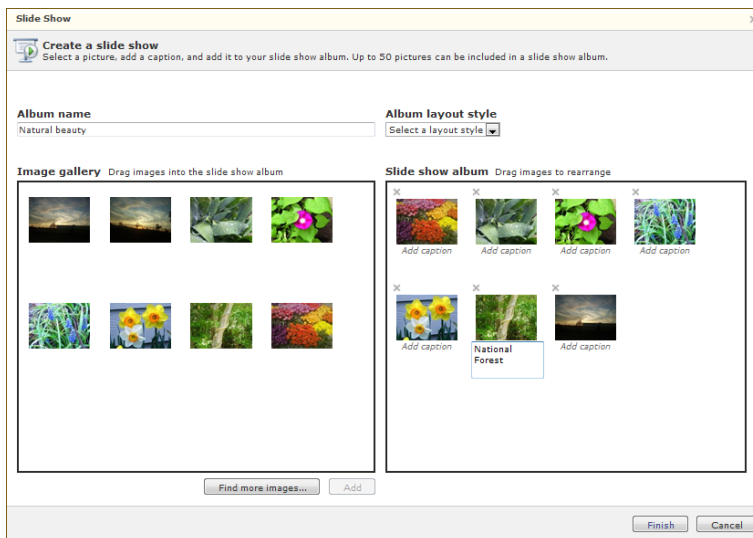 Slide Show
Create a slide show
Select a picture, add a caption, and add it to your slide show album. Up to 50 pictures can be included in a slide show album.
Album name
Natural beauty
Album layout style
Select a layout style
Image gallery Drag images into the slide show album
Slide show album Drag images to rearrange
Add caption Add caption Add caption Add caption
Add caption
National
Forest
Add caption
Find more images... Add
Finish Cancel